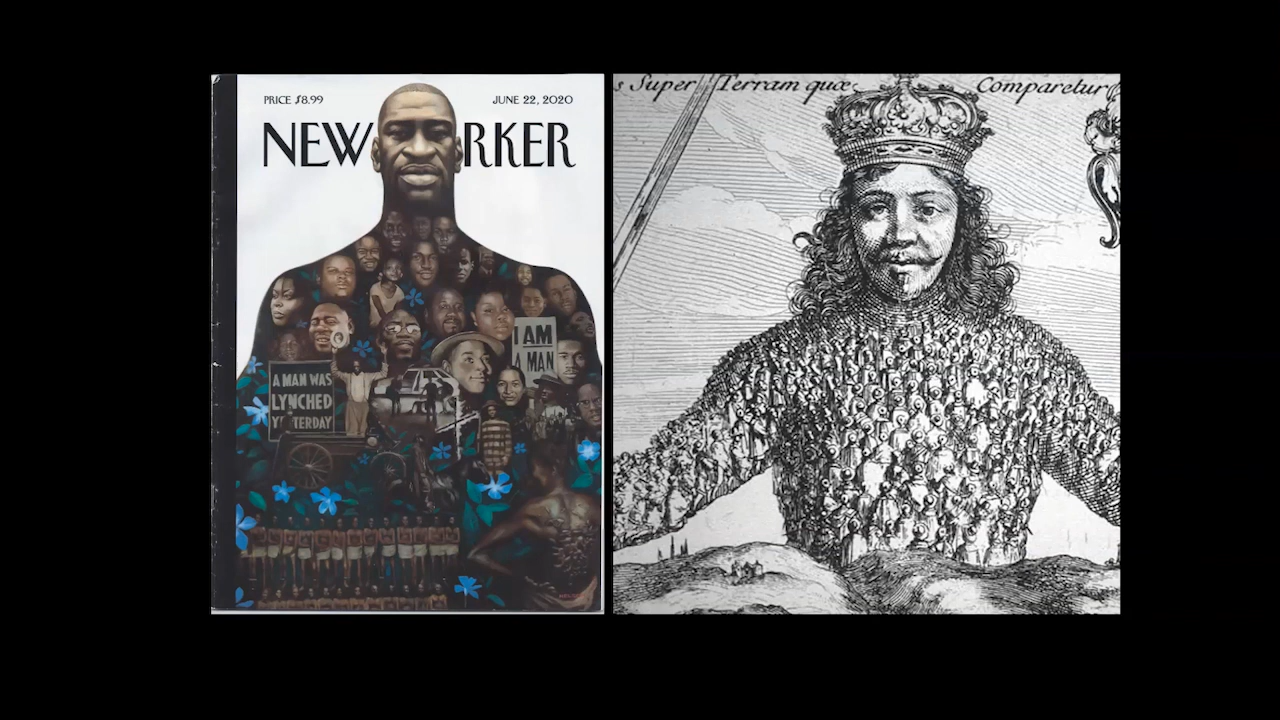 PRICE $8.99
JUNE 22, 2020
NEW RKER
I AM
A MAN
A MAN WAS
LYNCHED
YESTERDAY
s Super Terram quæ Comparetur